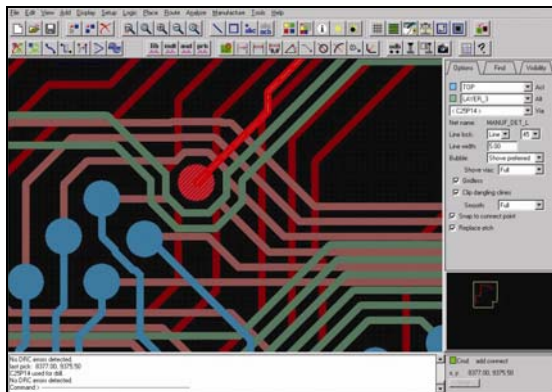 File Edit View Add Display Setup Logic Place Route Analyze Manufacture Tools Help
Options Find Visibility
TOP Act
LAYER_3 Alt
( C25P14 ) Via
Net name MANUF_DET_L
Line lock: Line 45
Line width: 5.00
Bubble Shove preferred
Shove vias: Full
Gridless
Clip dangling clines
Smooth: Full
Snap to connect point
Replace etch
No DRC errors detected.
last pick: 8377.00, 9375.50
C25P14 used for drill.
No DRC errors detected.
Command >
Cmd add connect
x, y: 8377.00, 9375.50